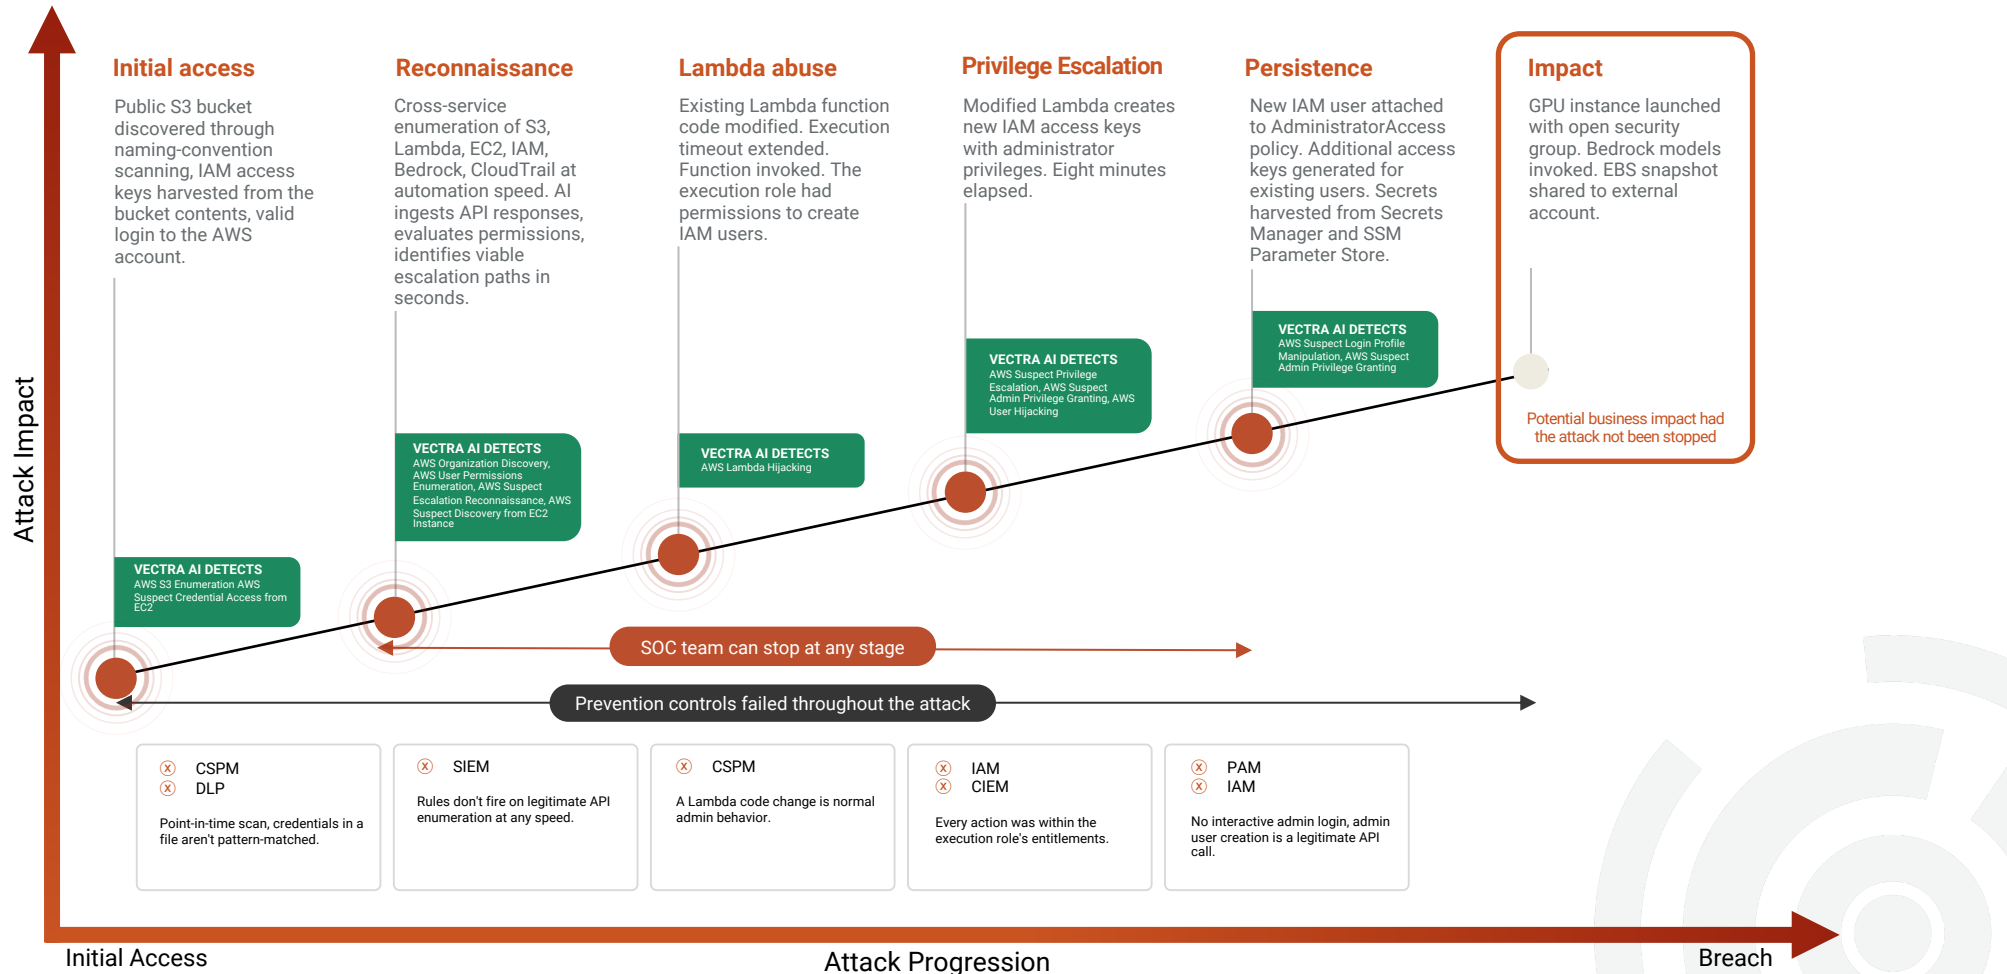 Initial access
Public S3 bucket
discovered through
naming-convention
scanning, IAM access
keys harvested from the
bucket contents, valid
login to the AWS
account.
Reconnaissance
Cross-service
enumeration of S3,
Lambda, EC2, IAM,
Bedrock, CloudTrail at
automation speed. AI
ingests API responses,
evaluates permissions,
identifies viable
escalation paths in
seconds.
Lambda abuse
Existing Lambda function
code modified. Execution
timeout extended.
Function invoked. The
execution role had
permissions to create
IAM users.
Privilege Escalation
Modified Lambda creates
new IAM access keys
with administrator
privileges. Eight minutes
elapsed.
Persistence
New IAM user attached
to AdministratorAccess
policy. Additional access
keys generated for
existing users. Secrets
harvested from Secrets
Manager and SSM
Parameter Store.
Impact
GPU instance launched
with open security
group. Bedrock models
invoked. EBS snapshot
shared to external
account.
Potential business impact had
the attack not been stopped
VECTRA AI DETECTS
AWS S3 Enumeration AWS
Suspect Credential Access from
EC2
VECTRA AI DETECTS
AWS Organization Discovery,
AWS User Permissions
Enumeration, AWS Suspect
Escalation Reconnaissance, AWS
Suspect Discovery from EC2
Instance
VECTRA AI DETECTS
AWS Lambda Hijacking
VECTRA AI DETECTS
AWS Suspect Privilege
Escalation, AWS Suspect
Admin Privilege Granting, AWS
User Hijacking
VECTRA AI DETECTS
AWS Suspect Login Profile
Manipulation, AWS Suspect
Admin Privilege Granting
SOC team can stop at any stage
Prevention controls failed throughout the attack
x CSPM
x DLP
Point-in-time scan, credentials in a
file aren't pattern-matched.
x SIEM
Rules don't fire on legitimate API
enumeration at any speed.
x CSPM
A Lambda code change is normal
admin behavior.
x IAM
x CIEM
Every action was within the
execution role's entitlements.
x PAM
x IAM
No interactive admin login, admin
user creation is a legitimate API
call.
Attack Impact
Initial Access
Attack Progression
Breach